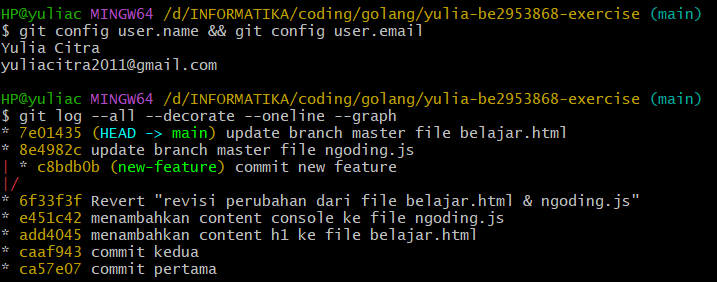 HP@yuliac MINGW64 /d/INFORMATIKA/coding/golang/yulia-be2953868-exercise (main)
$ git config user.name && git config user.email
Yulia Citra
yuliacitra2011@gmail.com

HP@yuliac MINGW64 /d/INFORMATIKA/coding/golang/yulia-be2953868-exercise (main)
$ git log --all --decorate --oneline --graph
* 7e01435 (HEAD -> main) update branch master file belajar.html
* 8e4982c update branch master file ngoding.js
| * c8bdb0b (new-feature) commit new feature
|/
* 6f33f3f Revert "revisi perubahan dari file belajar.html & ngoding.js"
* e451c42 menambahkan content console ke file ngoding.js
* add4045 menambahkan content h1 ke file belajar.html
* caaf943 commit kedua
* ca57e07 commit pertama